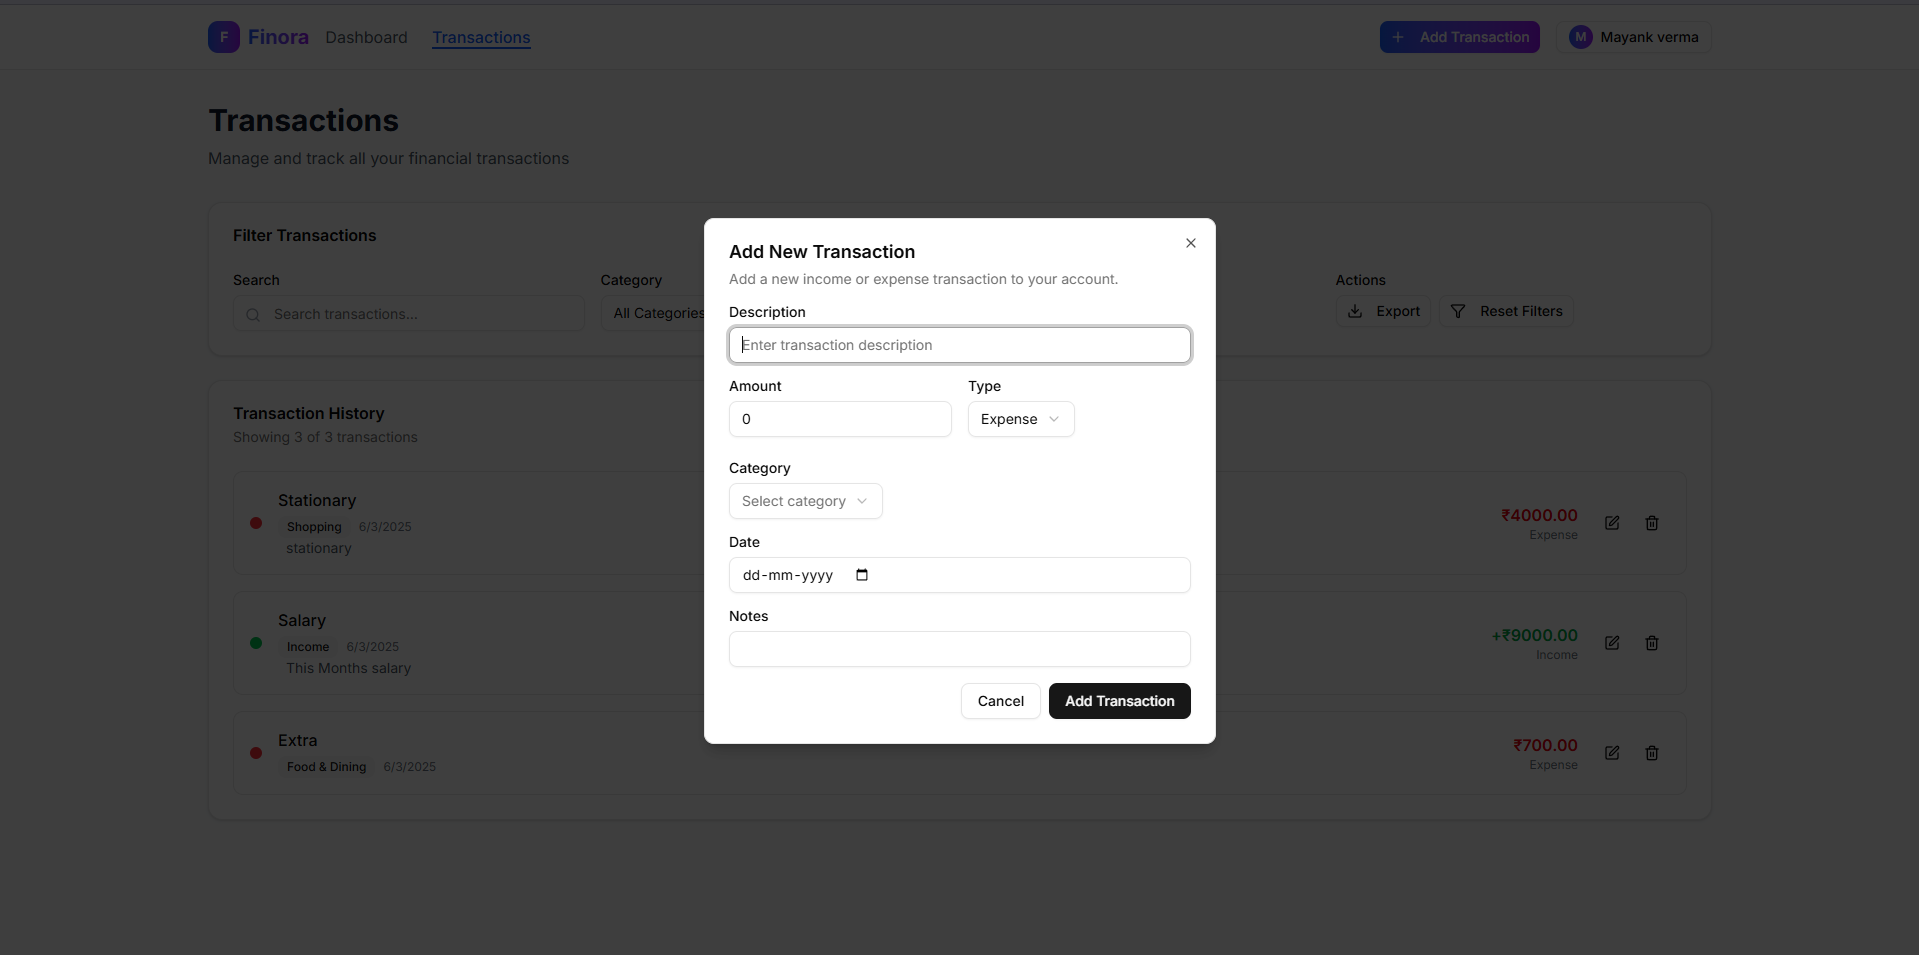 F Finora Dashboard Transactions + Add Transaction M Mayank verma
Transactions
Manage and track all your financial transactions
Filter Transactions
Search Category Actions
Search transactions... All Categories Export Reset Filters
Transaction History
Showing 3 of 3 transactions
Stationary
Shopping 6/3/2025
stationary
₹4000.00
Expense
Salary
Income 6/3/2025
This Months salary
+₹9000.00
Income
Extra
Food & Dining 6/3/2025
₹700.00
Expense
Add New Transaction
Add a new income or expense transaction to your account.
Description
Enter transaction description
Amount Type
0 Expense
Category
Select category
Date
dd-mm-yyyy
Notes
Cancel Add Transaction